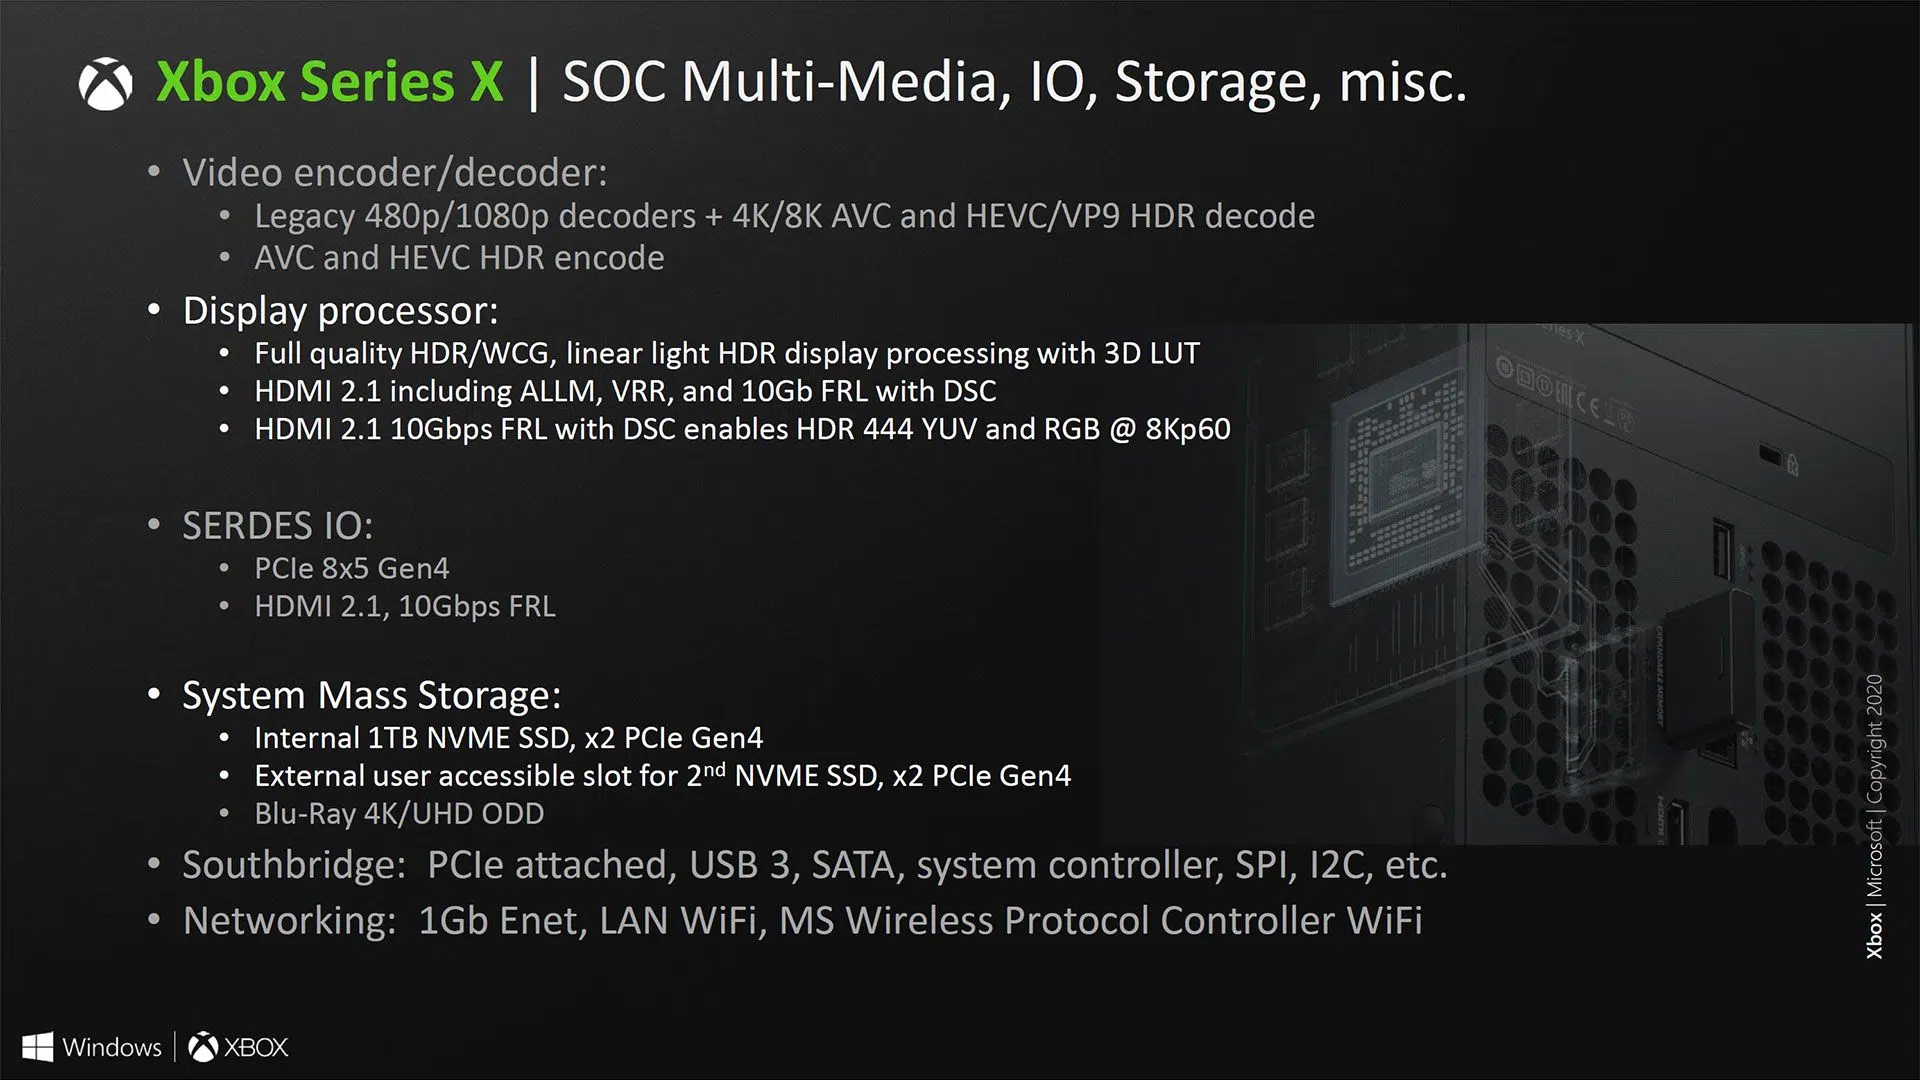 Xbox Series X | SOC Multi-Media, IO, Storage, misc.
• Video encoder/decoder:
• Legacy 480p/1080p decoders + 4K/8K AVC and HEVC/VP9 HDR decode
• AVC and HEVC HDR encode
• Display processor:
• Full quality HDR/WCG, linear light HDR display processing with 3D LUT
• HDMI 2.1 including ALLM, VRR, and 10Gb FRL with DSC
• HDMI 2.1 10Gbps FRL with DSC enables HDR 444 YUV and RGB @ 8Kp60
• SERDES IO:
• PCIe 8x5 Gen4
• HDMI 2.1, 10Gbps FRL
• System Mass Storage:
• Internal 1TB NVME SSD, x2 PCIe Gen4
• External user accessible slot for 2nd NVME SSD, x2 PCIe Gen4
• Blu-Ray 4K/UHD ODD
• Southbridge: PCIe attached, USB 3, SATA, system controller, SPI, I2C, etc.
• Networking: 1Gb Enet, LAN WiFi, MS Wireless Protocol Controller WiFi
Series X
EXPANDABLE MEMORY
Xbox | Microsoft | Copyright 2020
Windows | XBOX